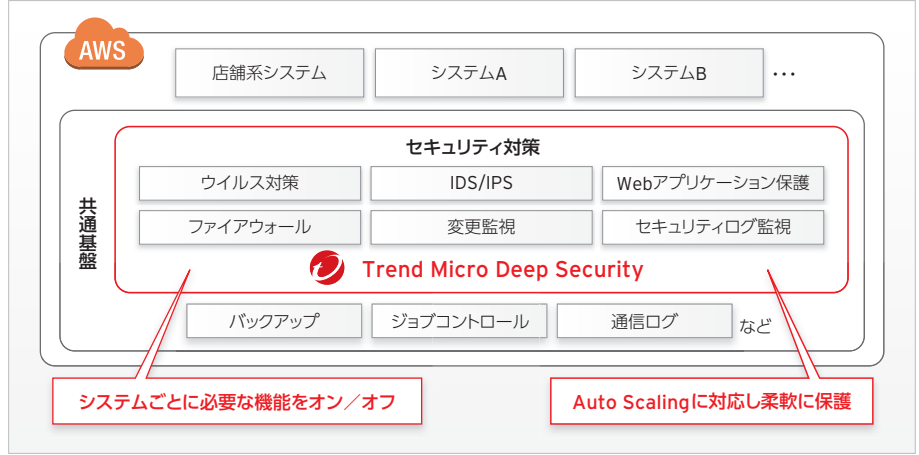 AWS
店舗系システム
システムA
システムB
･･･
共通基盤
セキュリティ対策
ウイルス対策
IDS/IPS
Webアプリケーション保護
ファイアウォール
変更監視
セキュリティログ監視
Trend Micro Deep Security
バックアップ
ジョブコントロール
通信ログ
など
システムごとに必要な機能をオン／オフ
Auto Scalingに対応し柔軟に保護